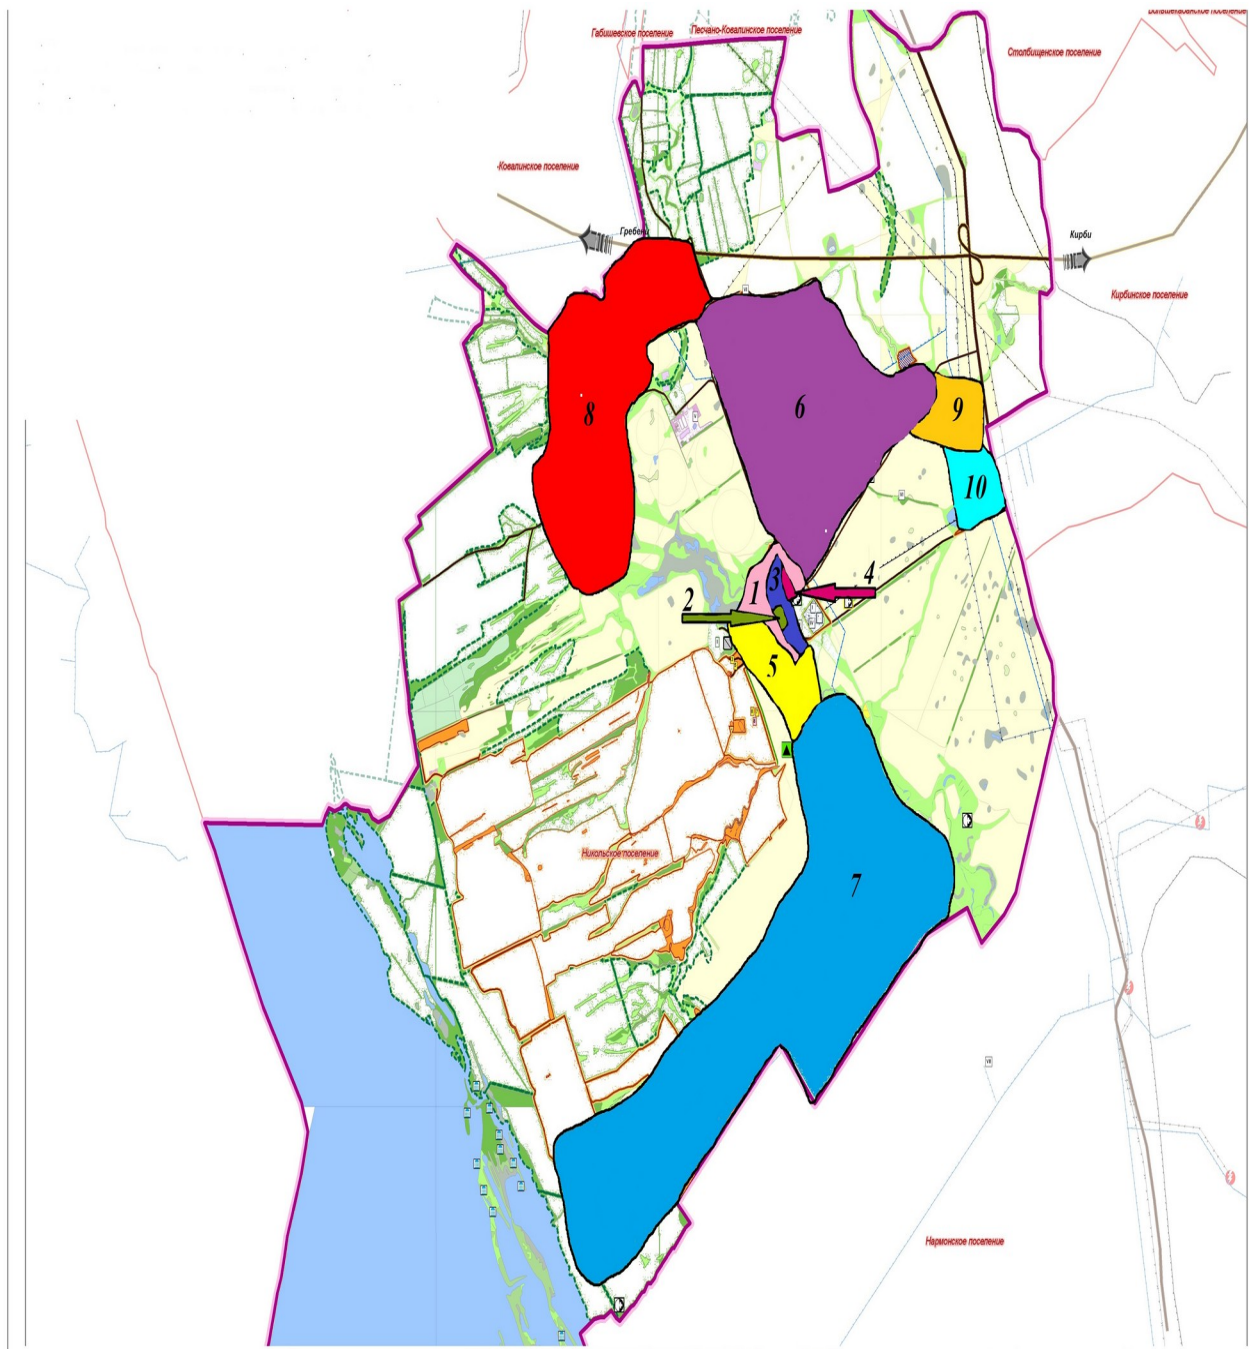 Габишевское поселение
Песчано-Ковалинское поселение
Столбищенское поселение
-Ковалинское поселение
Гребени
Кирби
Кирбинское поселение
8
6
9
10
3
1
4
2
5
7
Никольское поселение
Нармонское поселение